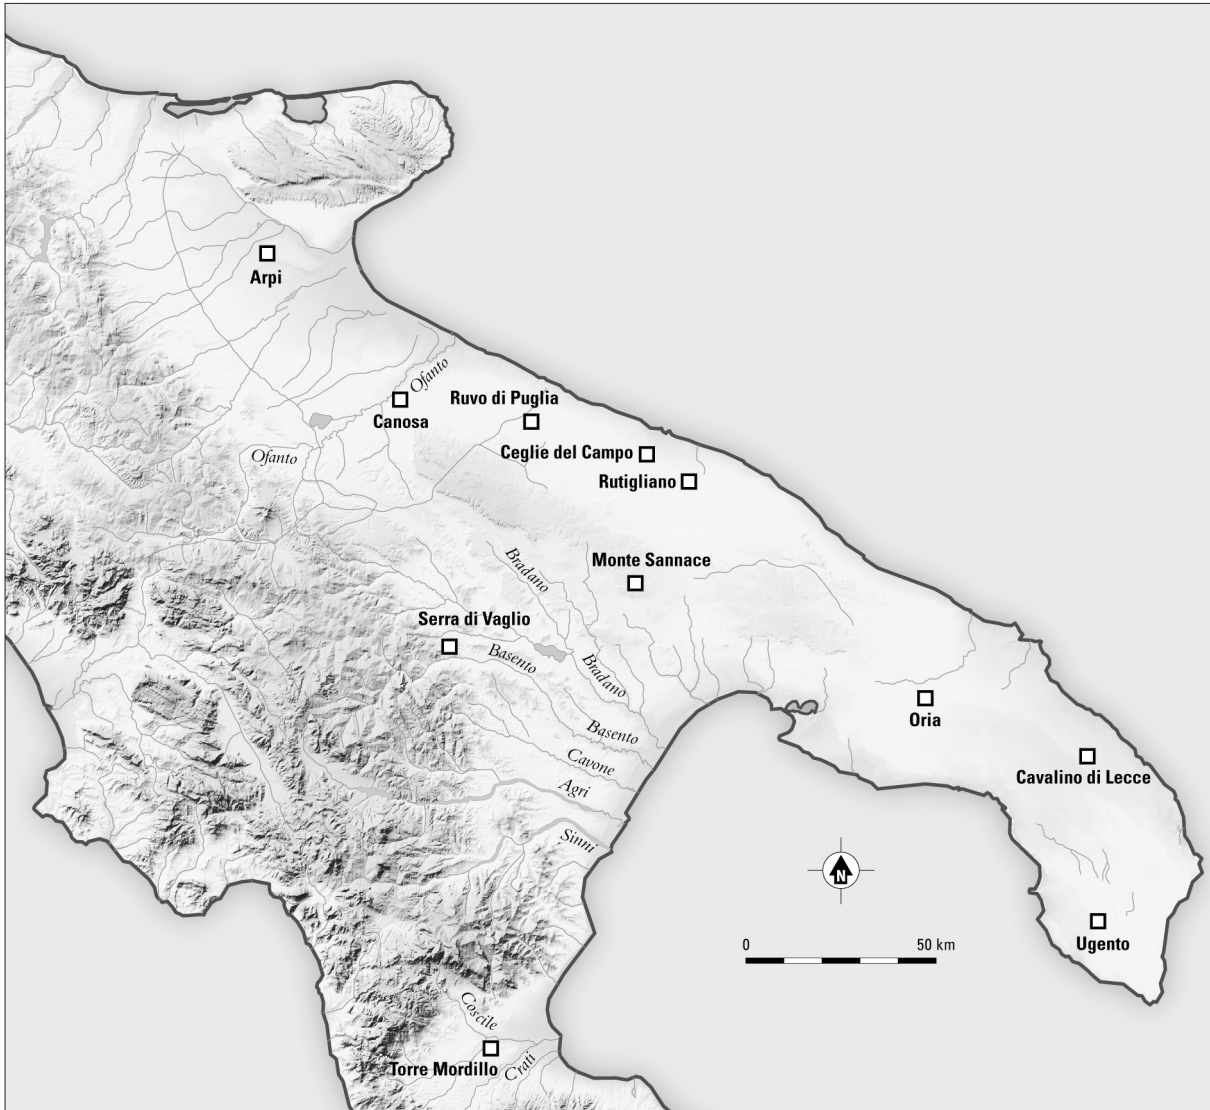 Arpi
Ofanto
Canosa
Ruvo di Puglia
Ceglie del Campo
Ofanto
Rutigliano
Bradano
Monte Sannace
Serra di Vaglio
Basento
Bradano
Oria
Basento
Cavone
Cavalino di Lecce
Agri
Sinni
N
0 50 km
Ugento
Coscile
Torre Mordillo
Crati